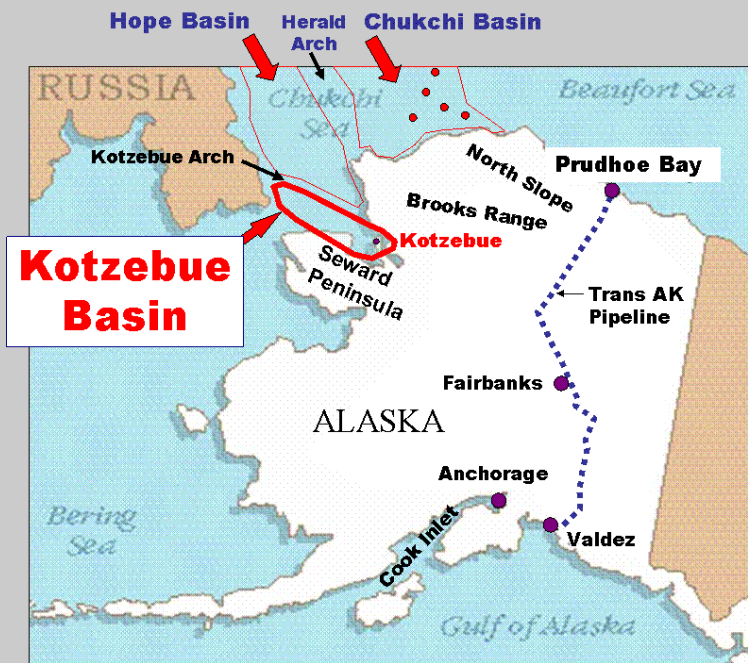 Hope Basin
Herald
Arch
Chukchi Basin
RUSSIA
Chukchi
Sea
Beaufort Sea
Kotzebue Arch
North Slope
Prudhoe Bay
Brooks Range
Kotzebue
Kotzebue
Basin
Seward
Peninsula
Trans AK
Pipeline
Fairbanks
ALASKA
Anchorage
Bering
Sea
Cook Inlet
Valdez
Gulf of Alaska